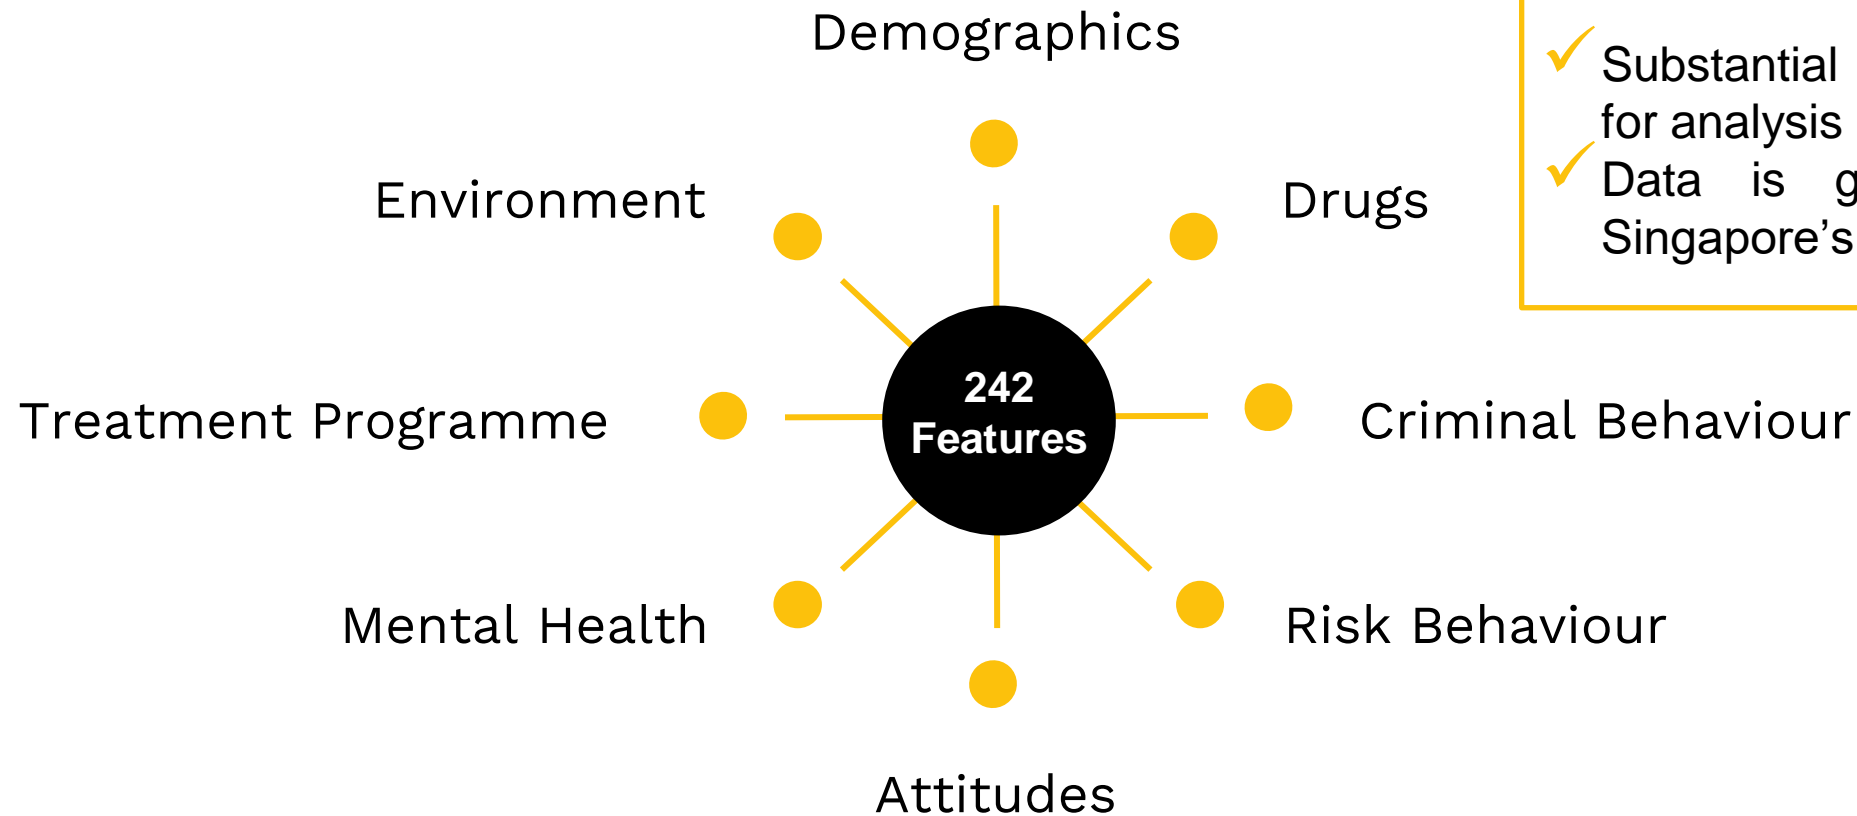 Demographics
Substantial
for analysis
Data is g
Singapore's
Environment
Drugs
242
Features
Treatment Programme
Criminal Behaviour
Mental Health
Risk Behaviour
Attitudes